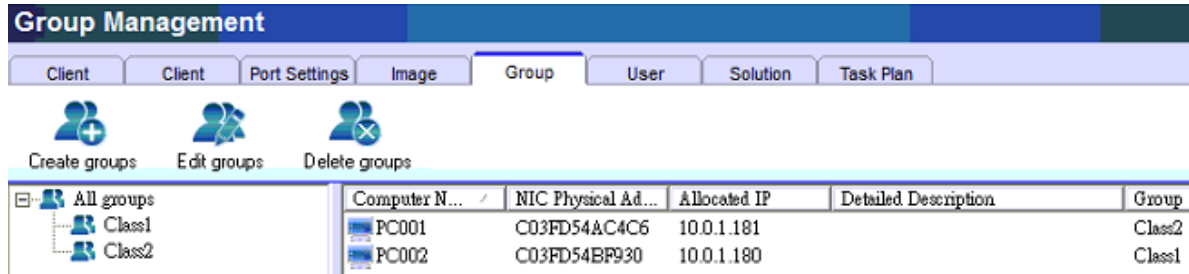 Group Management
Client Client Port Settings Image Group User Solution Task Plan
Create groups Edit groups Delete groups
All groups Computer N... NIC Physical Ad... Allocated IP Detailed Description Group
Class1 PC001 C03FD54AC4C6 10.0.1.181 Class2
Class2 PC002 C03FD54BF930 10.0.1.180 Class1